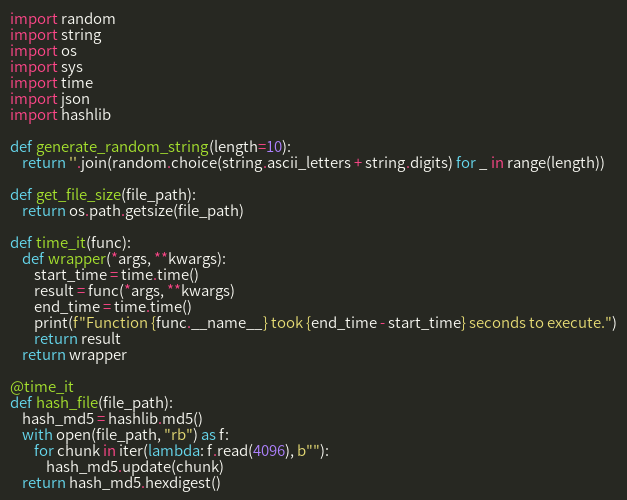 import random
import string
import os
import sys
import time
import json
import hashlib

def generate_random_string(length=10):
    return ''.join(random.choice(string.ascii_letters + string.digits) for _ in range(length))

def get_file_size(file_path):
    return os.path.getsize(file_path)

def time_it(func):
    def wrapper(*args, **kwargs):
        start_time = time.time()
        result = func(*args, **kwargs)
        end_time = time.time()
        print(f"Function {func.__name__} took {end_time - start_time} seconds to execute.")
        return result
    return wrapper

@time_it
def hash_file(file_path):
    hash_md5 = hashlib.md5()
    with open(file_path, "rb") as f:
        for chunk in iter(lambda: f.read(4096), b""):
            hash_md5.update(chunk)
    return hash_md5.hexdigest()